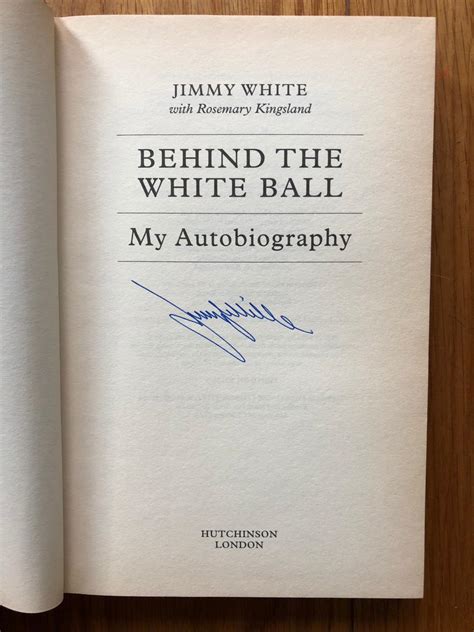 JIMMY WHITE
with Rosemary Kingsland
BEHIND THE
WHITE BALL
My Autobiography
HUTCHINSON
LONDON